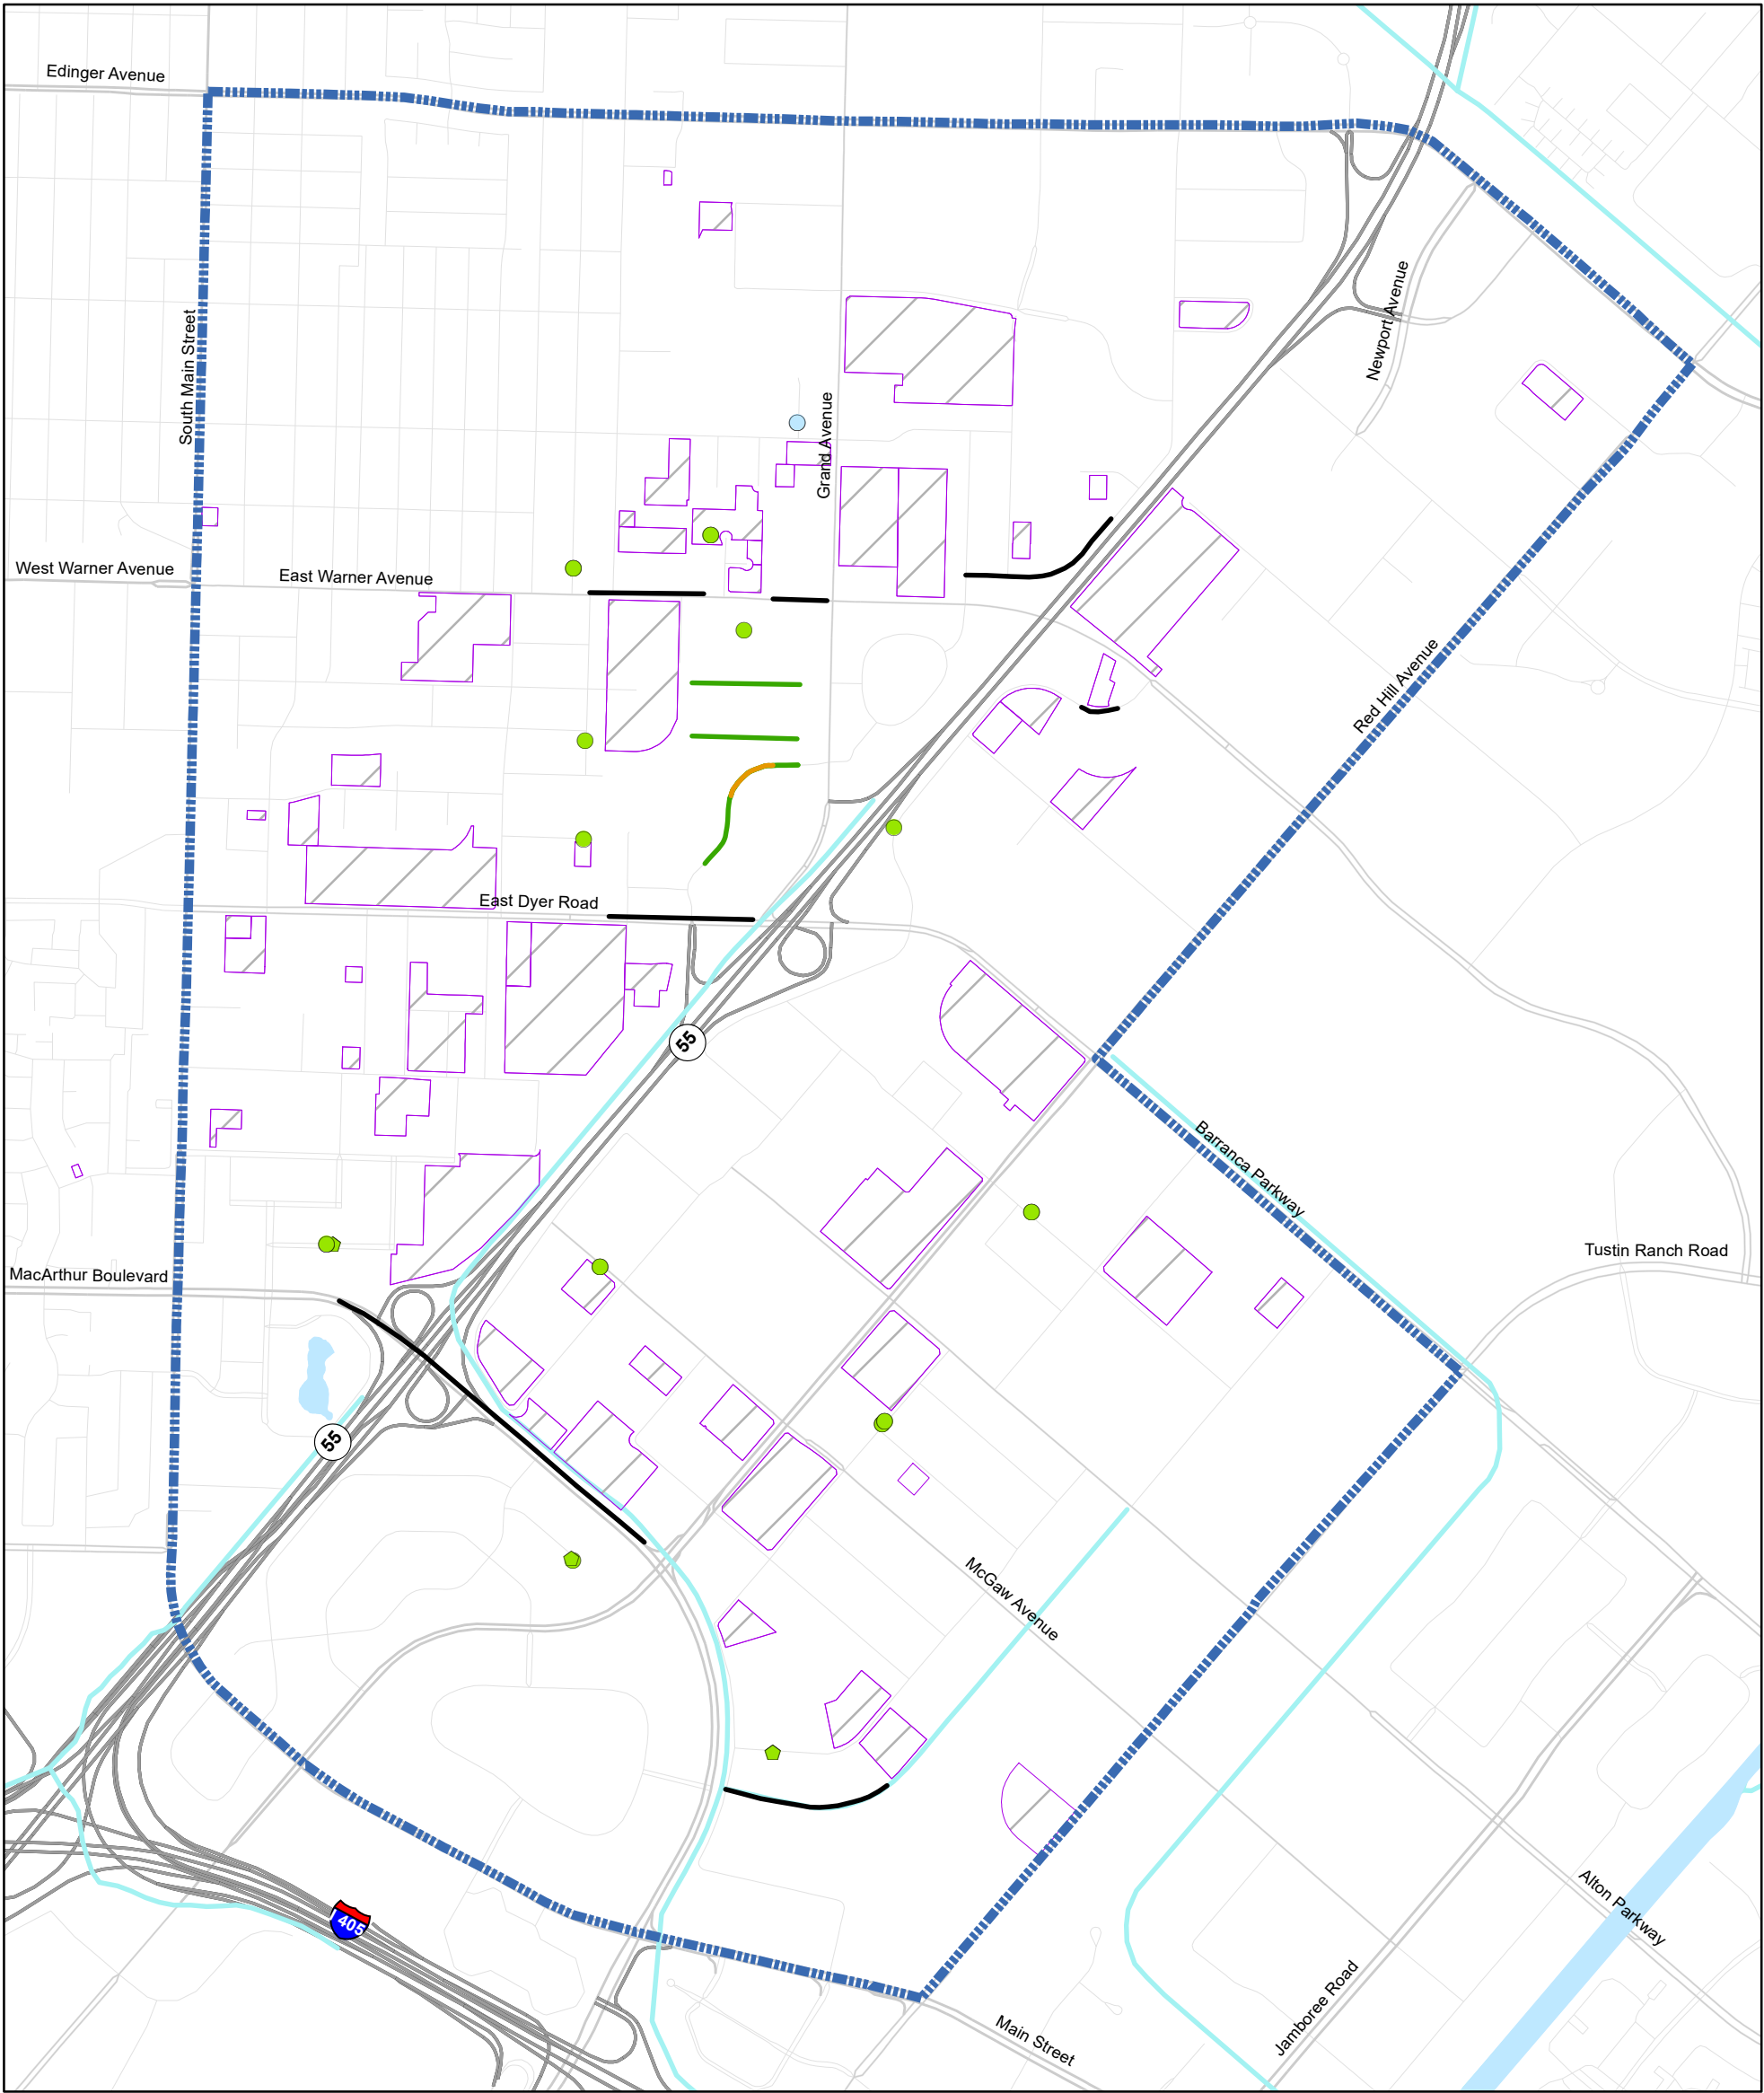 Edinger Avenue
South Main Street
Newport Avenue
Grand Avenue
West Warner Avenue
East Warner Avenue
Red Hill Avenue
East Dyer Road
55
Barranca Parkway
Tustin Ranch Road
MacArthur Boulevard
55
McGaw Avenue
Alton Parkway
405
Jamboree Road
Main Street